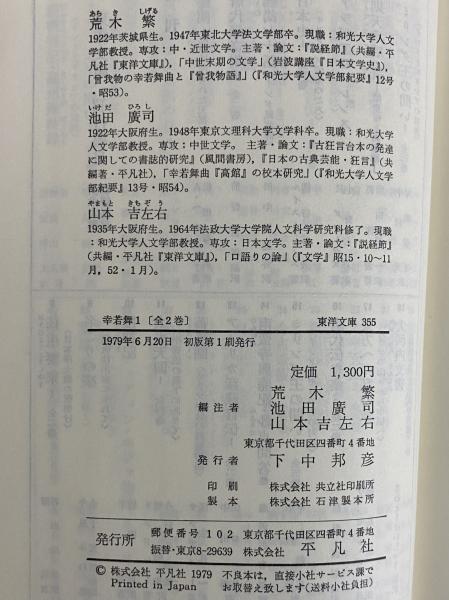 あら き しげる
荒木 繁
1922年茨城県生。1947年東北大学法文学部卒。現職：和光大学人文
学部教授。専攻：中・近世文学。主著・論文：『説経節』（共編・平
凡社『東洋文庫』），「中世末期の文学」（岩波講座『日本文学史』），
「曾我物の幸若舞曲と『曾我物語』」（『和光大学人文学部紀要』12号
・昭53）。
いけ だ ひろ し
池田 廣司
1922年大阪府生。1948年東京文理科大学文学科卒。現職：和光大学
人文学部教授。専攻：中世文学。 主著・論文：『古狂言台本の発達
に関しての書誌的研究』（風間書房），『日本の古典芸能・狂言』（共
編著・平凡社），「幸若舞曲『高館』の校本研究」（『和光大学人文学
部紀要』13号・昭54）。
やまもと きち ぞう
山本 吉左右
1935年大阪府生。1964年法政大学大学院人文科学研究科修了。現職
：和光大学人文学部教授。専攻：日本文学。主著・論文：『説経節』
（共編・平凡社『東洋文庫』），「口語りの論」（『文学』昭15・10〜11
月，52・1月）。
幸若舞1〔全2巻〕 東洋文庫 355
1979年6月20日 初版第1刷発行
定価 1,300円
荒木 繁
編注者 池田廣司
山本吉左右
東京都千代田区四番町4番地
発行者 下中邦彦
印刷 株式会社 共立社印刷所
製本 株式会社 石津製本所
発行所 郵便番号 102 東京都千代田区四番町4番地
振替・東京8-29639 株式会社 平凡社
© 株式会社 平凡社 1979 不良本は，直接小社サービス課で
Printed in Japan お取替え致します（送料小社負担）